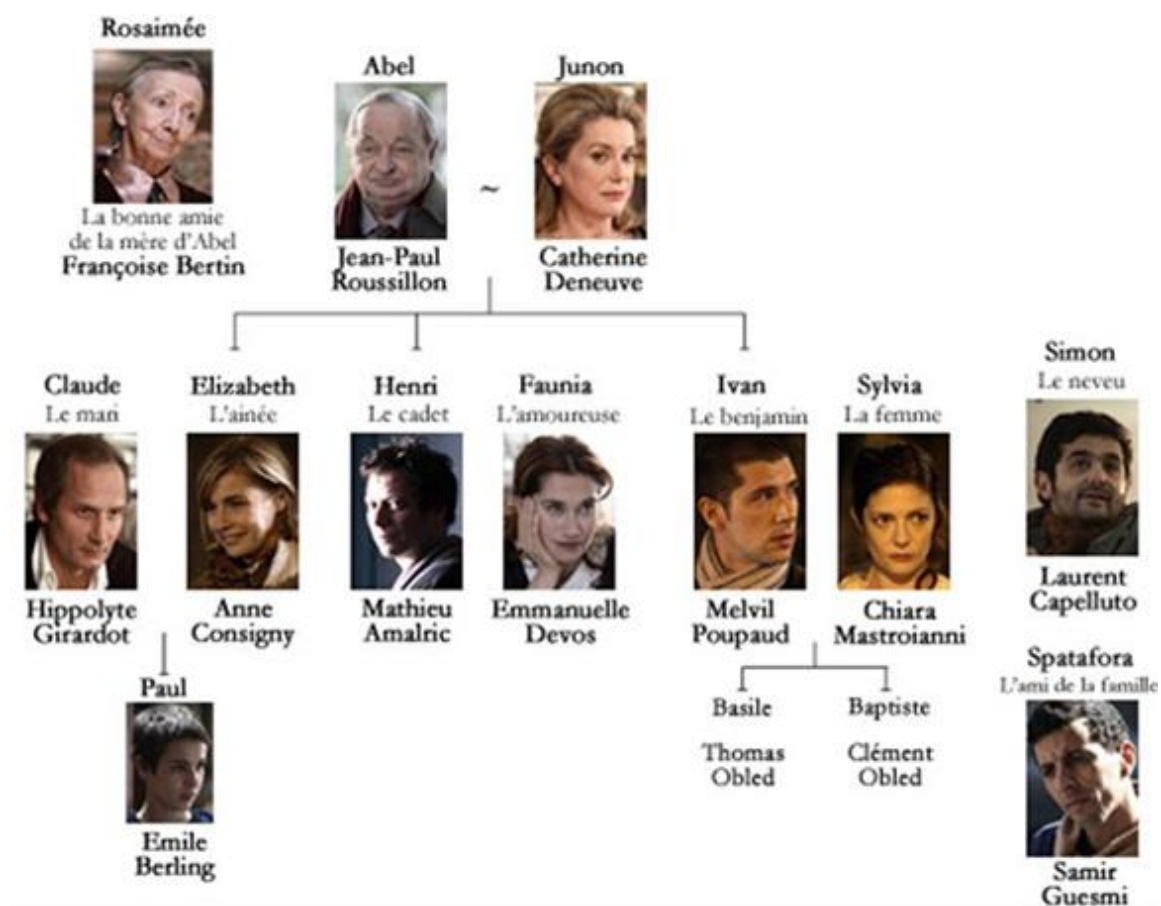 Rosaimée
La bonne amie
de la mère d'Abel
Françoise Bertin
Abel
Jean-Paul
Roussillon
~
Junon
Catherine
Deneuve
Claude
Le mari
Hippolyte
Girardot
Elizabeth
L'ainée
Anne
Consigny
Henri
Le cadet
Mathieu
Amalric
Faunia
L'amoureuse
Emmanuelle
Devos
Ivan
Le benjamin
Melvil
Poupaud
Sylvia
La femme
Chiara
Mastroianni
Simon
Le neveu
Laurent
Capelluto
Paul
Emile
Berling
Basile
Thomas
Obled
Baptiste
Clément
Obled
Spatafora
L'ami de la famille
Samir
Guesmi